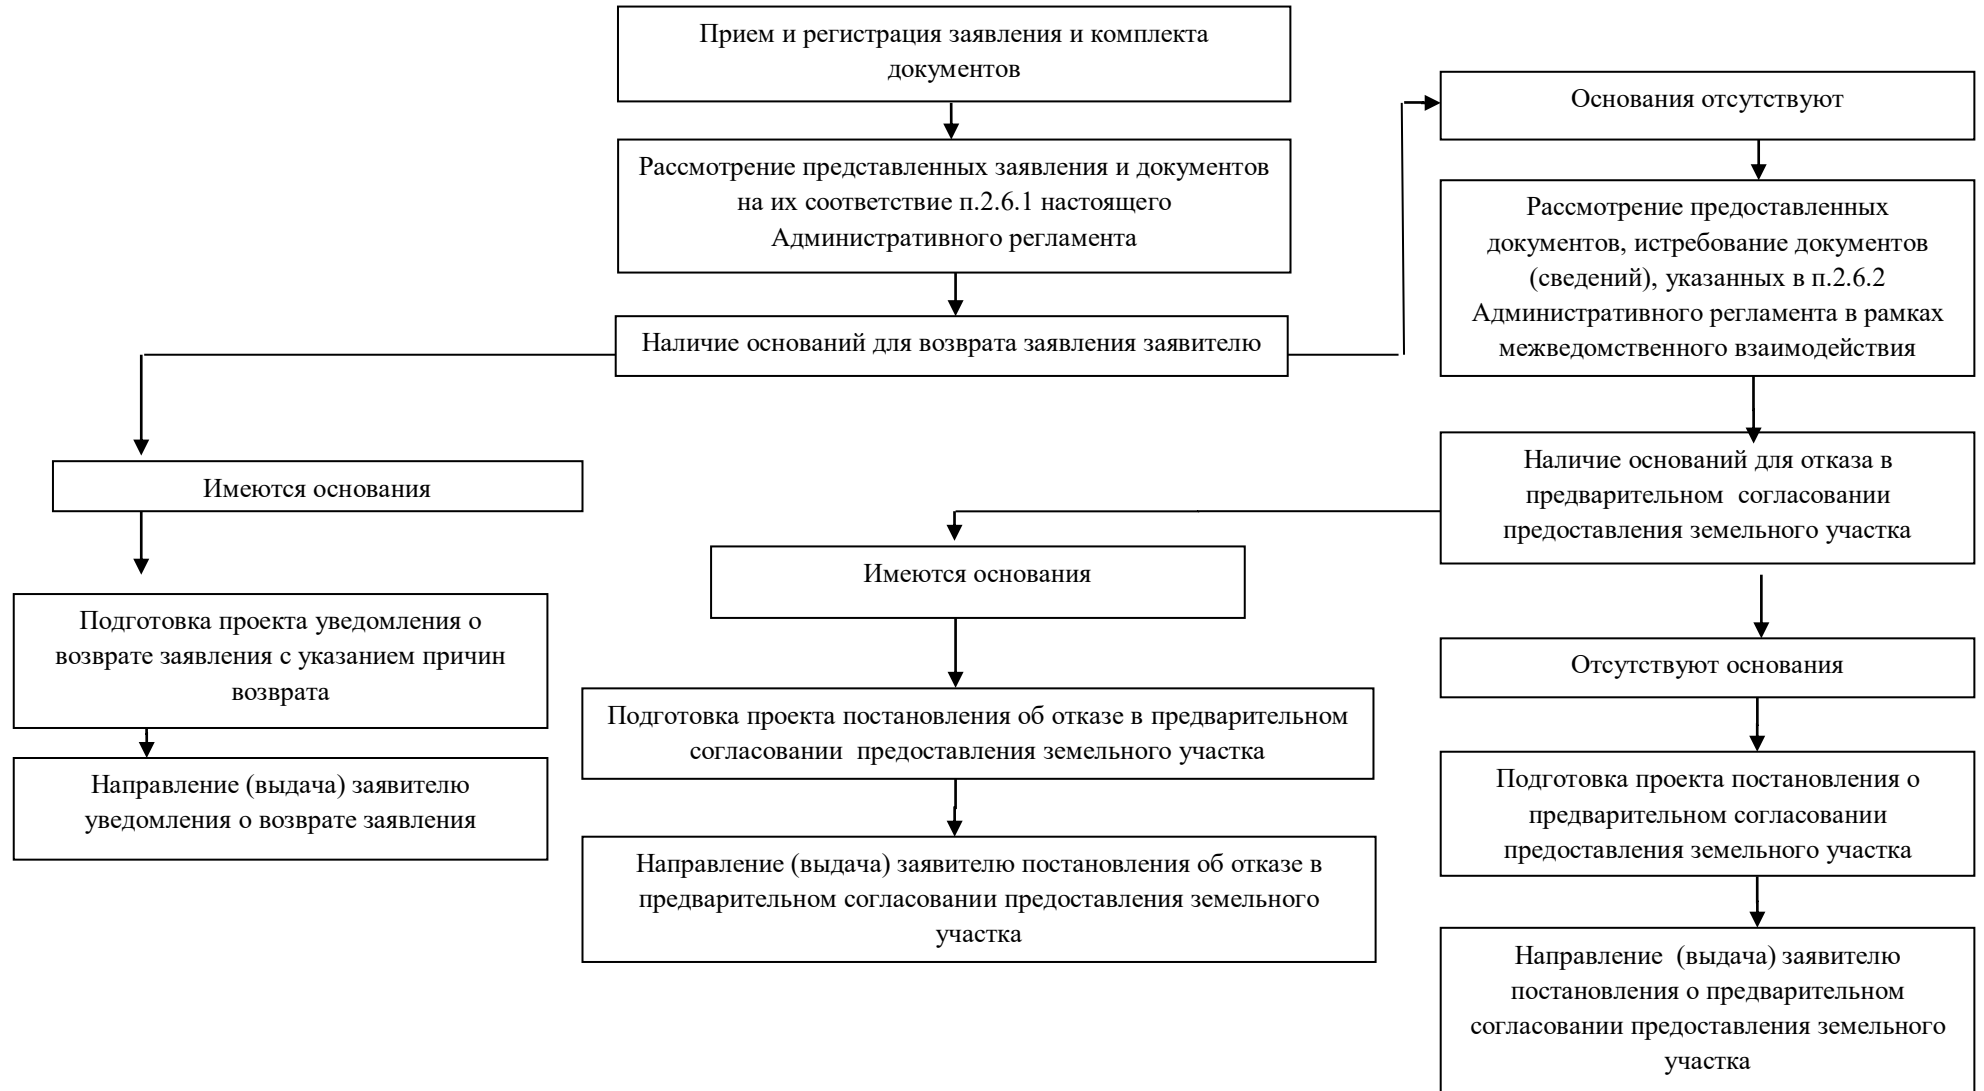 Прием и регистрация заявления и комплекта
документов
Рассмотрение представленных заявления и документов
на их соответствие п.2.6.1 настоящего
Административного регламента
Наличие оснований для возврата заявления заявителю
Имеются основания
Подготовка проекта уведомления о
возврате заявления с указанием причин
возврата
Направление (выдача) заявителю
уведомления о возврате заявления
Основания отсутствуют
Рассмотрение предоставленных
документов, истребование документов
(сведений), указанных в п.2.6.2
Административного регламента в рамках
межведомственного взаимодействия
Наличие оснований для отказа в
предварительном  согласовании
предоставления земельного участка
Имеются основания
Подготовка проекта постановления об отказе в предварительном
согласовании  предоставления земельного участка
Направление (выдача) заявителю постановления об отказе в
предварительном согласовании предоставления земельного
участка
Отсутствуют основания
Подготовка проекта постановления о
предварительном согласовании
предоставления земельного участка
Направление  (выдача) заявителю
постановления о предварительном
согласовании предоставления земельного
участка